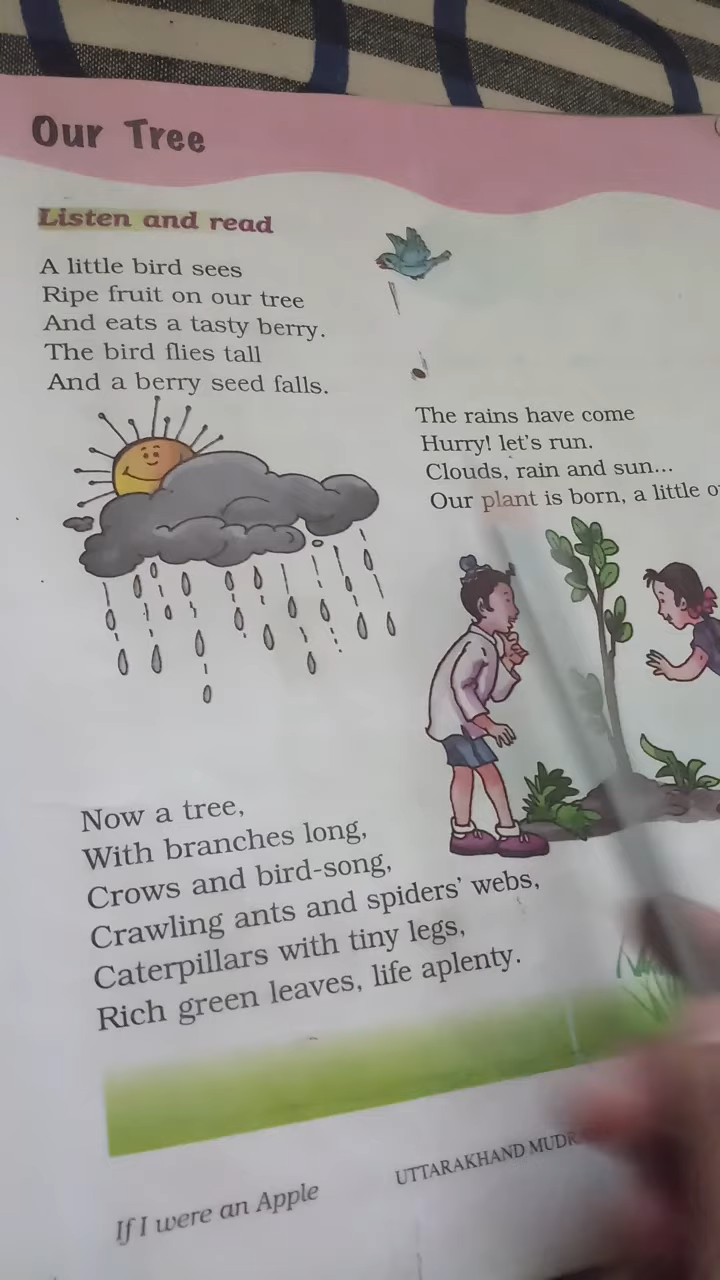 Our Tree
Listen and read
A little bird sees
Ripe fruit on our tree
And eats a tasty berry.
The bird flies tall
And a berry seed falls.
The rains have come
Hurry! let's run.
Clouds, rain and sun...
Our plant is born, a little
Now a tree,
With branches long,
Crows and bird-song,
Crawling ants and spiders' webs,
Caterpillars with tiny legs,
Rich green leaves, life aplenty.
If I were an Apple
UTTARAKHAND